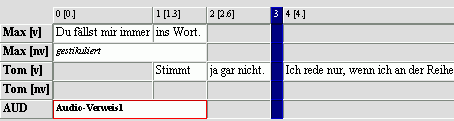 0 [0.] 1 [1.3] 2 [2.6] 3 4 [4.]
Max [v] Du fällst mir immer ins Wort.
Max [nv] gestikuliert
Tom [v] Stimmt ja gar nicht. Ich rede nur, wenn ich an der Reihe
Tom [nv]
AUD Audio-Verweis1